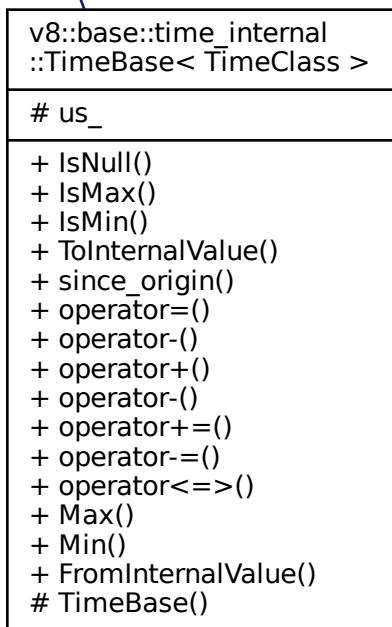 v8::base::time_internal
::TimeBase< TimeClass >
# us_
+ IsNull()
+ IsMax()
+ IsMin()
+ ToInternalValue()
+ since_origin()
+ operator=()
+ operator-()
+ operator+()
+ operator-()
+ operator+=()
+ operator-=()
+ operator<=>()
+ Max()
+ Min()
+ FromInternalValue()
# TimeBase()